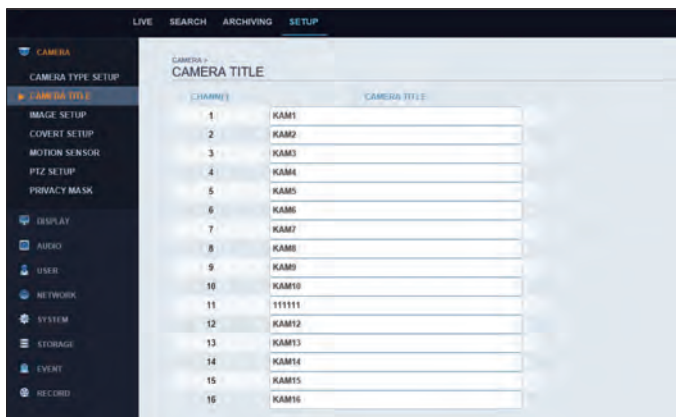 LIVE SEARCH ARCHIVING SETUP
CAMERA
CAMERA TYPE SETUP
CAMERA TITLE
IMAGE SETUP
COVERT SETUP
MOTION SENSOR
PTZ SETUP
PRIVACY MASK
DISPLAY
AUDIO
USER
NETWORK
SYSTEM
STORAGE
EVENT
RECORD
CAMERA >
CAMERA TITLE
CHANNEL CAMERA TITLE
1 KAM1
2 KAM2
3 KAM3
4 KAM4
5 KAM5
6 KAM6
7 KAM7
8 KAM8
9 KAM9
10 KAM10
11 111111
12 KAM12
13 KAM13
14 KAM14
15 KAM15
16 KAM16